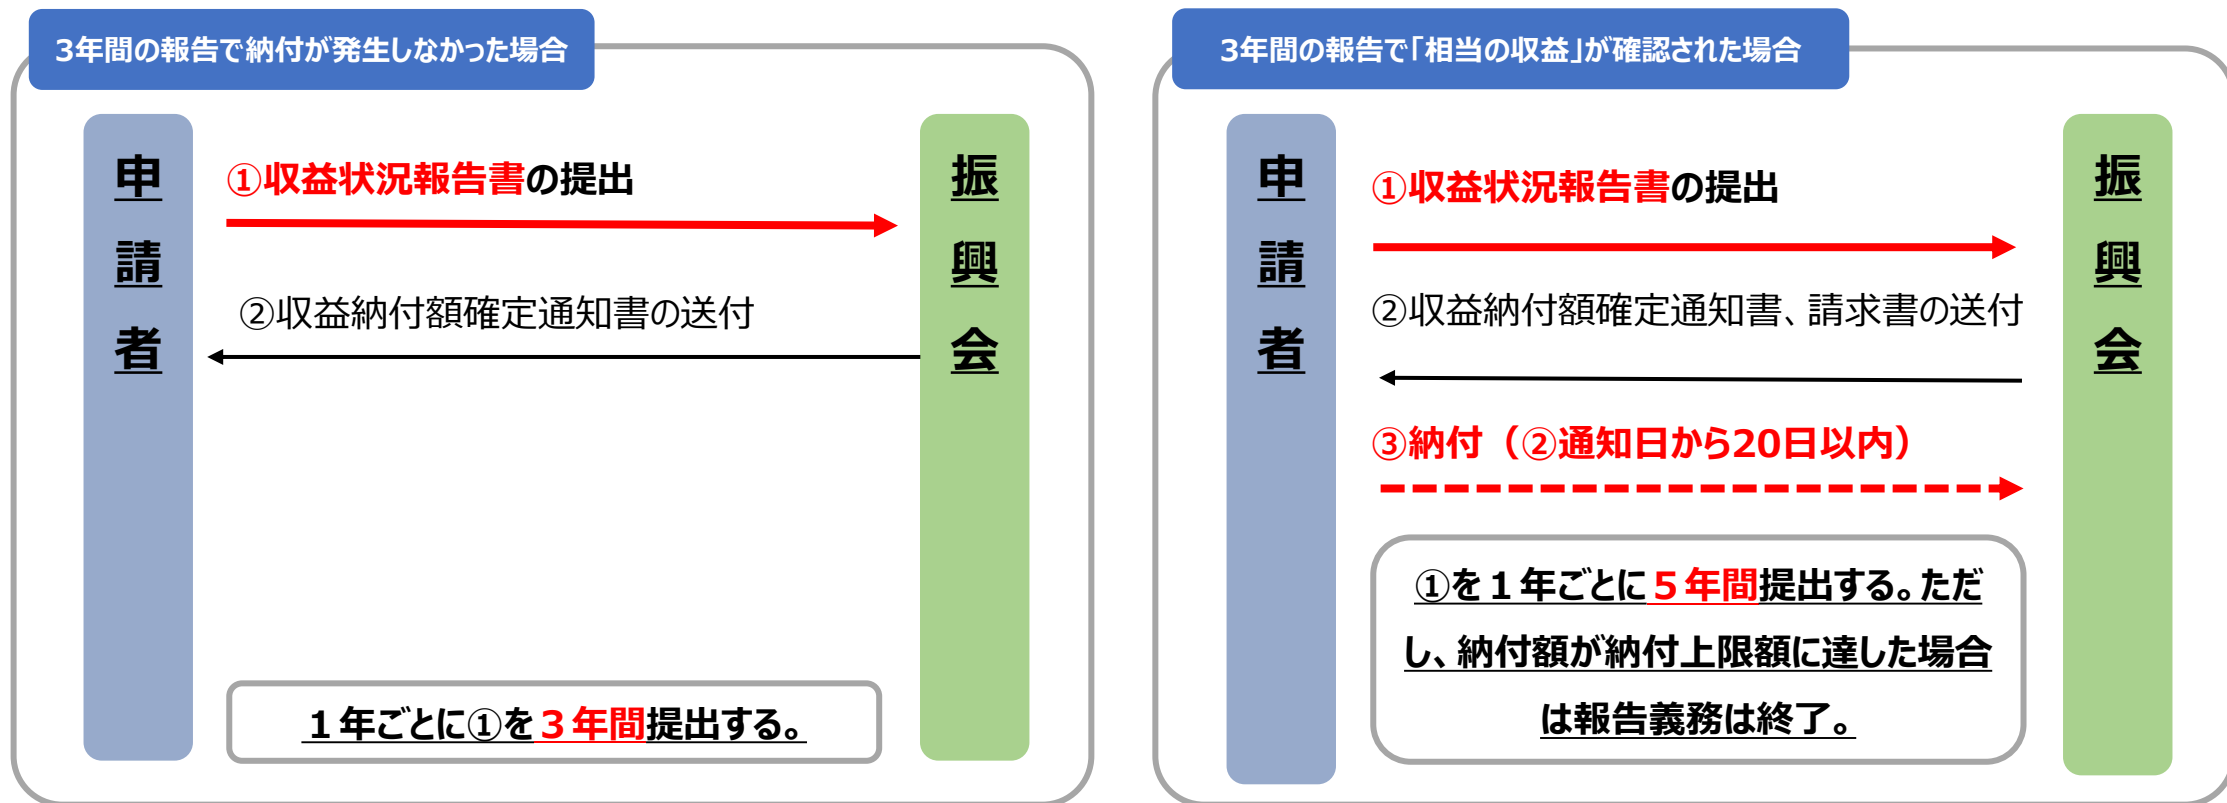 3年間の報告で納付が発生しなかった場合
申請者
①収益状況報告書の提出
②収益納付額確定通知書の送付
振興会
１年ごとに①を３年間提出する。
3年間の報告で「相当の収益」が確認された場合
申請者
①収益状況報告書の提出
②収益納付額確定通知書、請求書の送付
③納付（②通知日から20日以内）
振興会
①を１年ごとに５年間提出する。ただ
し、納付額が納付上限額に達した場合
は報告義務は終了。